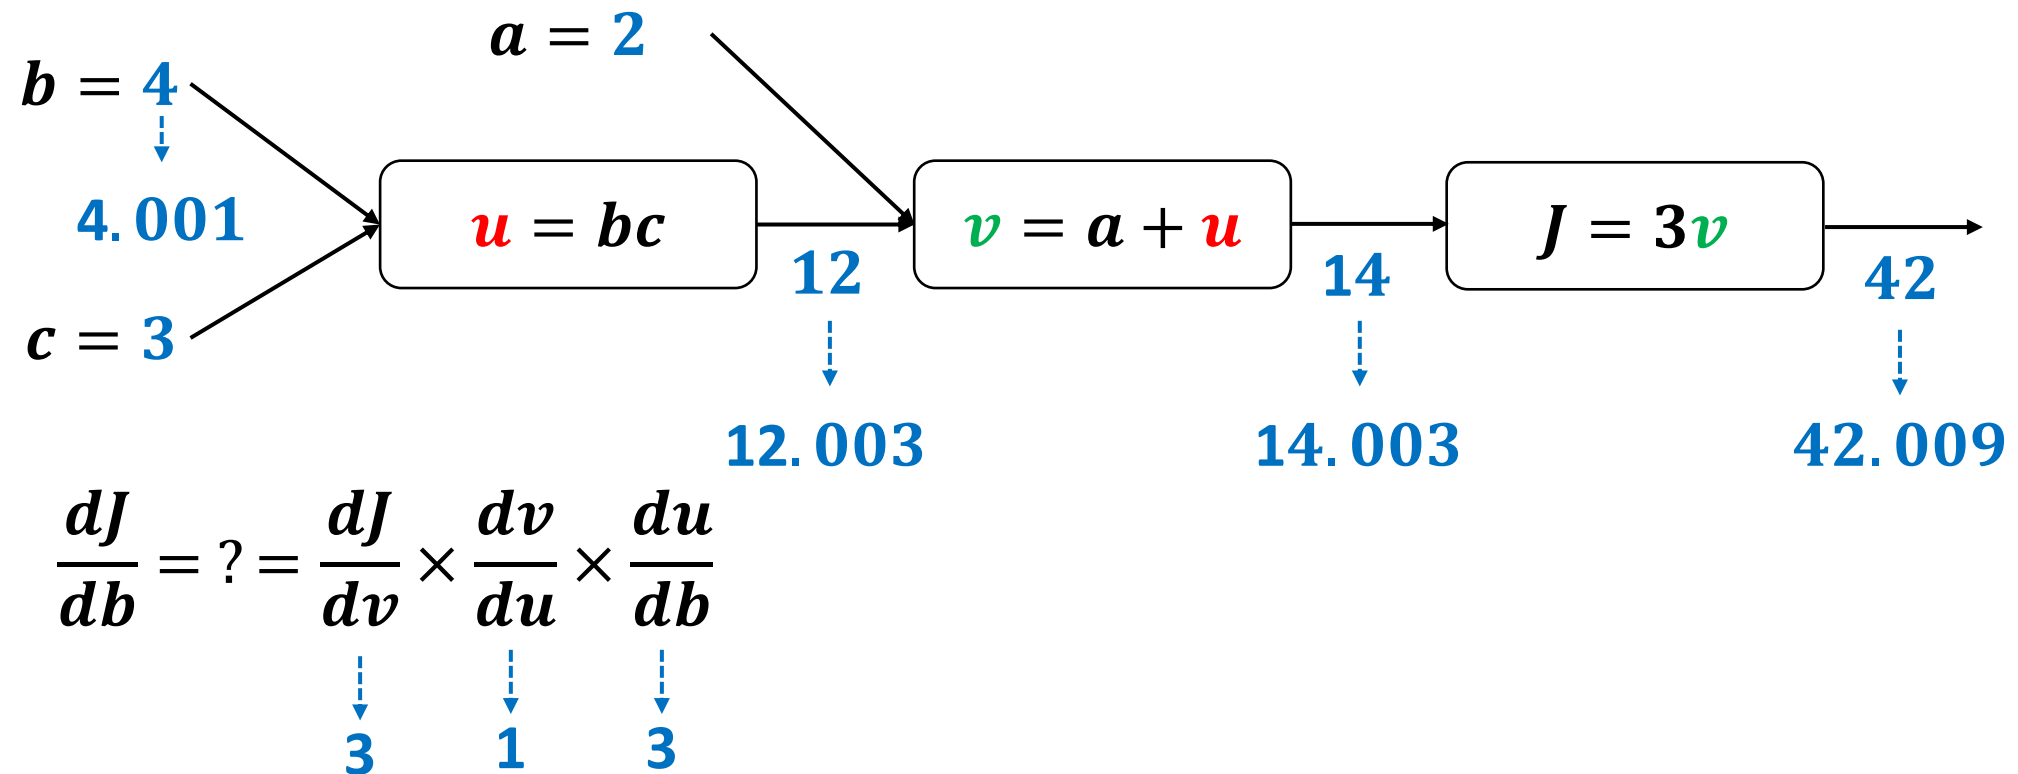 a = 2
b = 4
4.001
c = 3
u = bc
12
12.003
v = a + u
14
14.003
J = 3v
42
42.009
dJ/db = ? = dJ/dv × dv/du × du/db
3 1 3